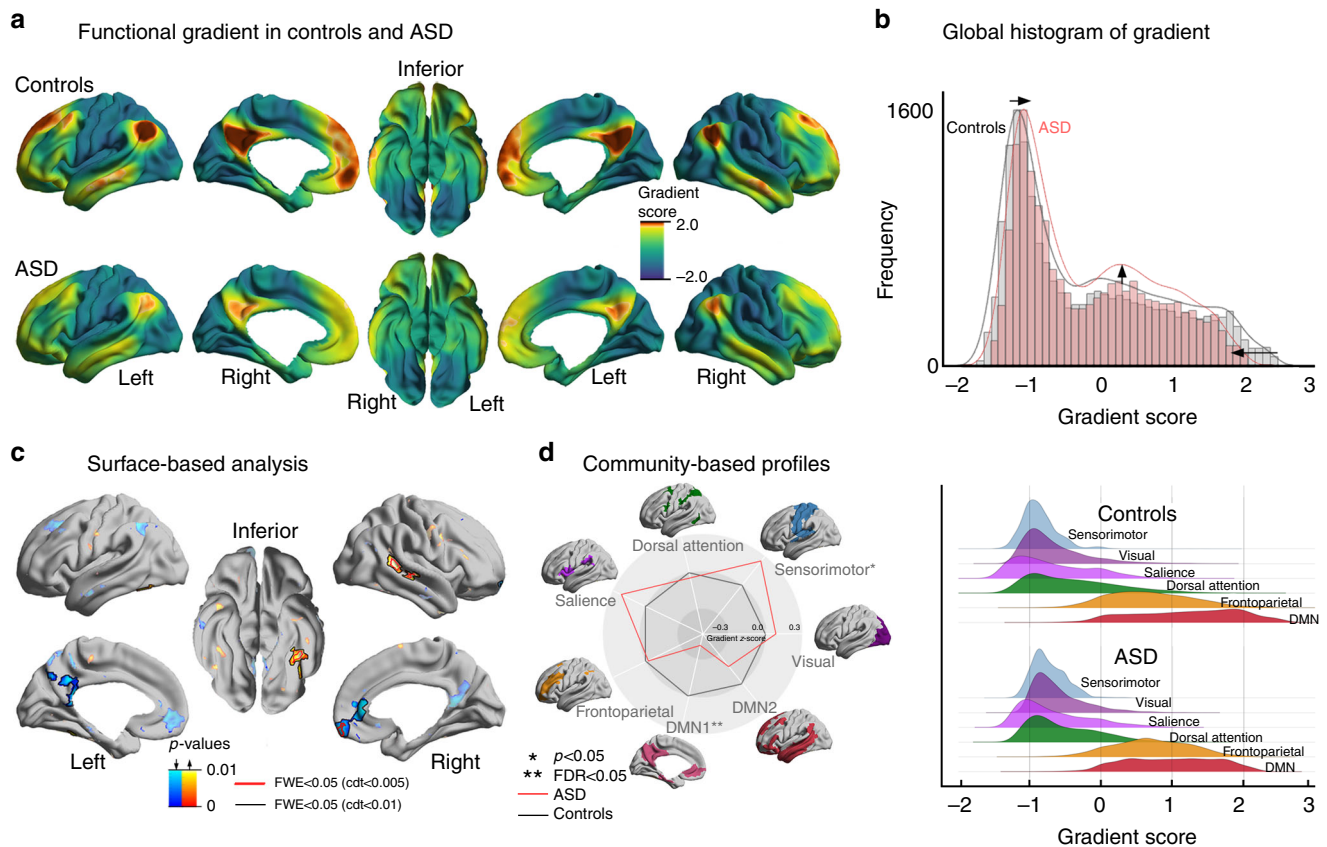 a
Functional gradient in controls and ASD
Controls
Inferior
Gradient
score
2.0
−2.0
ASD
Left
Right
Right
Left
Left
Right
b
Global histogram of gradient
1600
Controls
ASD
Frequency
0
−2
−1
0
1
2
3
Gradient score
c
Surface-based analysis
Inferior
Left
Right
p-values
0.01
0
FWE<0.05 (cdt<0.005)
FWE<0.05 (cdt<0.01)
d
Community-based profiles
Dorsal attention
Sensorimotor*
Salience
−0.3
0.0
0.3
Gradient z-score
Visual
Frontoparietal
DMN2
DMN1**
* p<0.05
** FDR<0.05
ASD
Controls
Controls
Sensorimotor
Visual
Salience
Dorsal attention
Frontoparietal
DMN
ASD
Sensorimotor
Visual
Salience
Dorsal attention
Frontoparietal
DMN
−2
−1
0
1
2
3
Gradient score